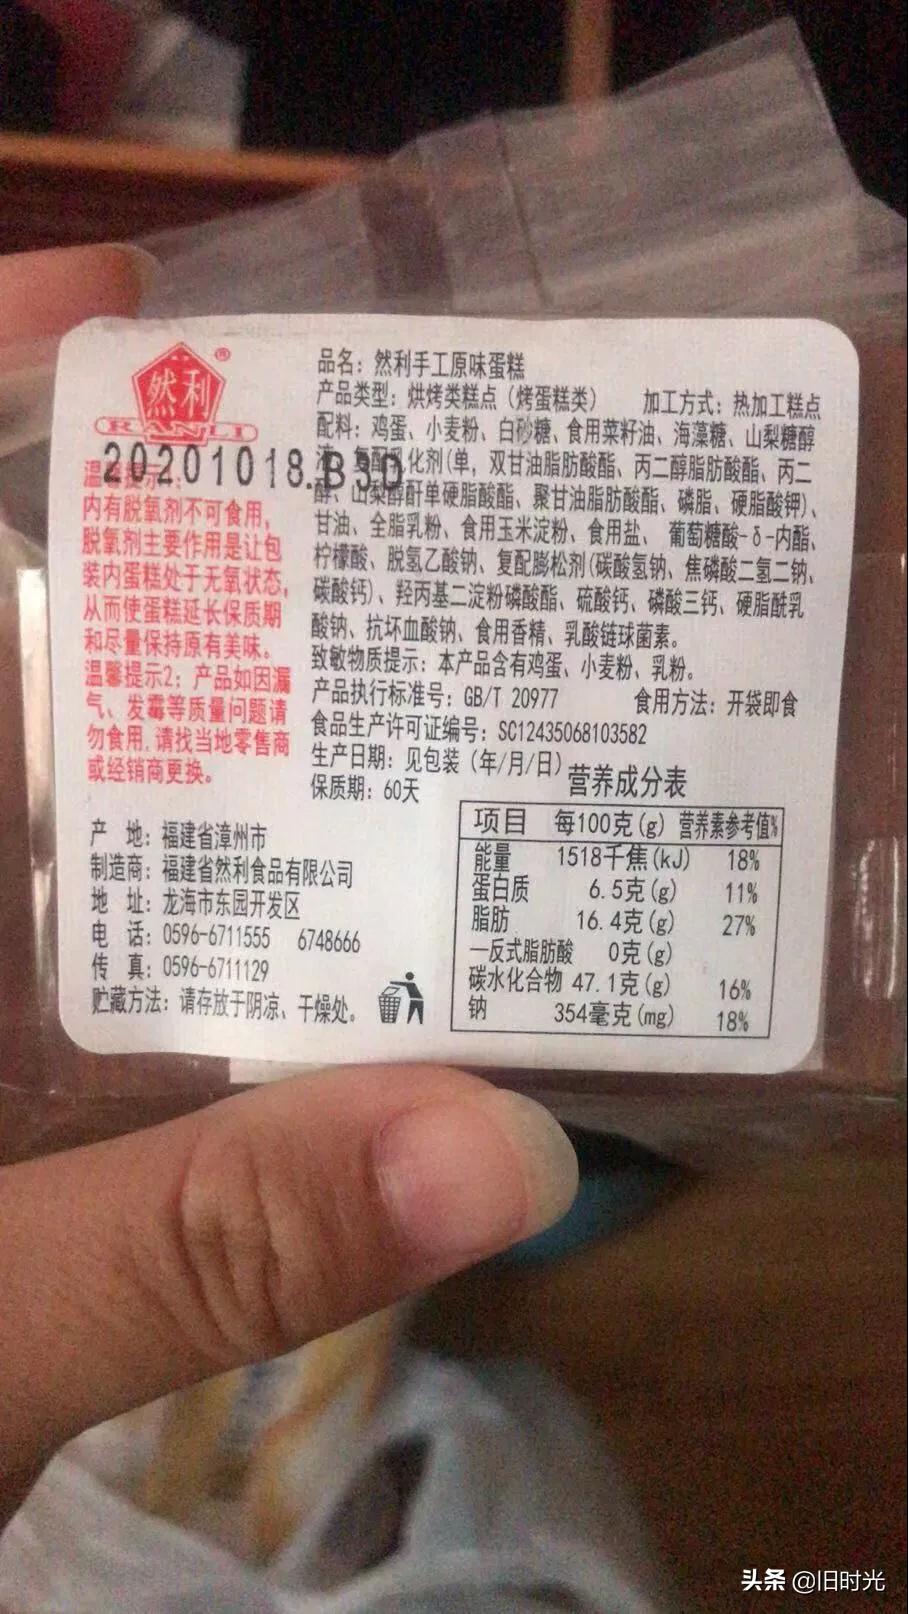 然利®
RANLI
20201018.B3D
温馨提示1:
内有脱氧剂不可食用,
脱氧剂主要作用是让包
装内蛋糕处于无氧状态,
从而使蛋糕延长保质期
和尽量保持原有美味。
温馨提示2: 产品如因漏
气、发霉等质量问题请
勿食用,请找当地零售商
或经销商更换。
品名: 然利手工原味蛋糕
产品类型: 烘烤类糕点（烤蛋糕类） 加工方式: 热加工糕点
配料: 鸡蛋、小麦粉、白砂糖、食用菜籽油、海藻糖、山梨糖醇
液、复配乳化剂(单，双甘油脂肪酸酯、丙二醇脂肪酸酯、丙二
醇、山梨醇酐单硬脂酸酯、聚甘油脂肪酸酯、磷脂、硬脂酸钾)、
甘油、全脂乳粉、食用玉米淀粉、食用盐、葡萄糖酸-δ-内酯、
柠檬酸、脱氢乙酸钠、复配膨松剂(碳酸氢钠、焦磷酸二氢二钠、
碳酸钙)、羟丙基二淀粉磷酸酯、硫酸钙、磷酸三钙、硬脂酰乳
酸钠、抗坏血酸钠、食用香精、乳酸链球菌素。
致敏物质提示: 本产品含有鸡蛋、小麦粉、乳粉。
产品执行标准号: GB/T 20977 食用方法: 开袋即食
食品生产许可证编号: SC12435068103582
生产日期: 见包装（年/月/日）
保质期: 60天
产 地: 福建省漳州市
制造商: 福建省然利食品有限公司
地 址: 龙海市东园开发区
电 话: 0596-6711555 6748666
传 真: 0596-6711129
贮藏方法: 请存放于阴凉、干燥处。
营养成分表
项目 每100克(g) 营养素参考值%
能量 1518千焦(kJ) 18%
蛋白质 6.5克(g) 11%
脂肪 16.4克(g) 27%
—反式脂肪酸 0克(g)
碳水化合物 47.1克(g) 16%
钠 354毫克(mg) 18%
头条 @旧时光